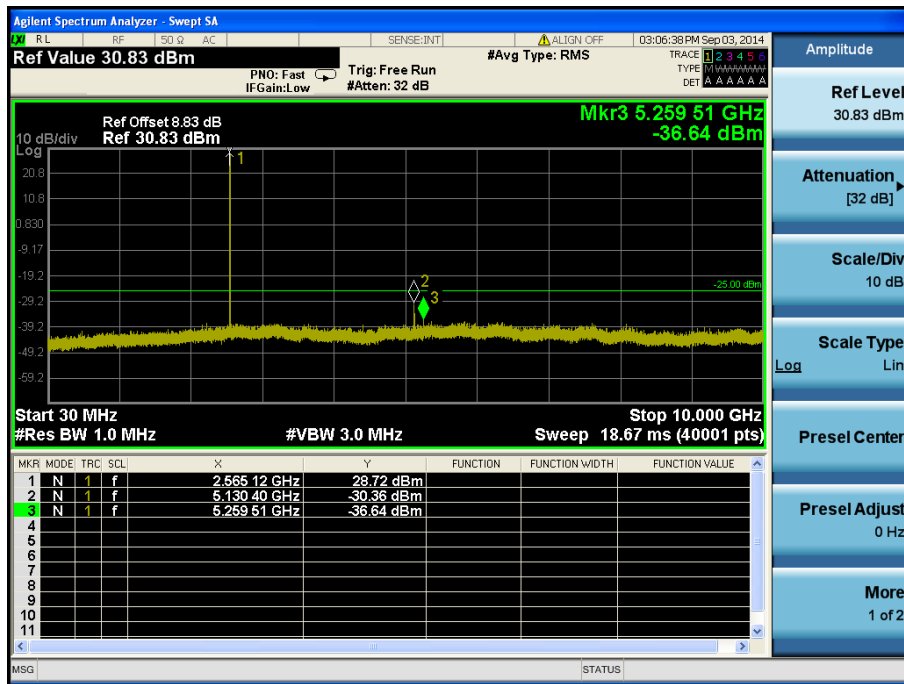 Agilent Spectrum Analyzer - Swept SA
LXI RL RF 50 Ω AC SENSE:INT ALIGN OFF 03:06:38 PM Sep 03, 2014
Ref Value 30.83 dBm
PNO: Fast
IFGain:Low
Trig: Free Run
#Atten: 32 dB
#Avg Type: RMS
TRACE 1 2 3 4 5 6
TYPE M W W W W W
DET A A A A A A
Mkr3 5.259 51 GHz
-36.64 dBm
Ref Offset 8.83 dB
10 dB/div Ref 30.83 dBm
Log
20.8
10.8
0.830
-9.17
-19.2
-29.2
-39.2
-49.2
-59.2
1
2
3
-25.00 dBm
Start 30 MHz Stop 10.000 GHz
#Res BW 1.0 MHz #VBW 3.0 MHz Sweep 18.67 ms (40001 pts)
MKR MODE TRC SCL X Y FUNCTION FUNCTION WIDTH FUNCTION VALUE
1 N 1 f 2.565 12 GHz 28.72 dBm
2 N 1 f 5.130 40 GHz -30.36 dBm
3 N 1 f 5.259 51 GHz -36.64 dBm
4
5
6
7
8
9
10
11
MSG STATUS
Amplitude
Ref Level
30.83 dBm
Attenuation
[32 dB]
Scale/Div
10 dB
Scale Type
Log Lin
Presel Center
Presel Adjust
0 Hz
More
1 of 2